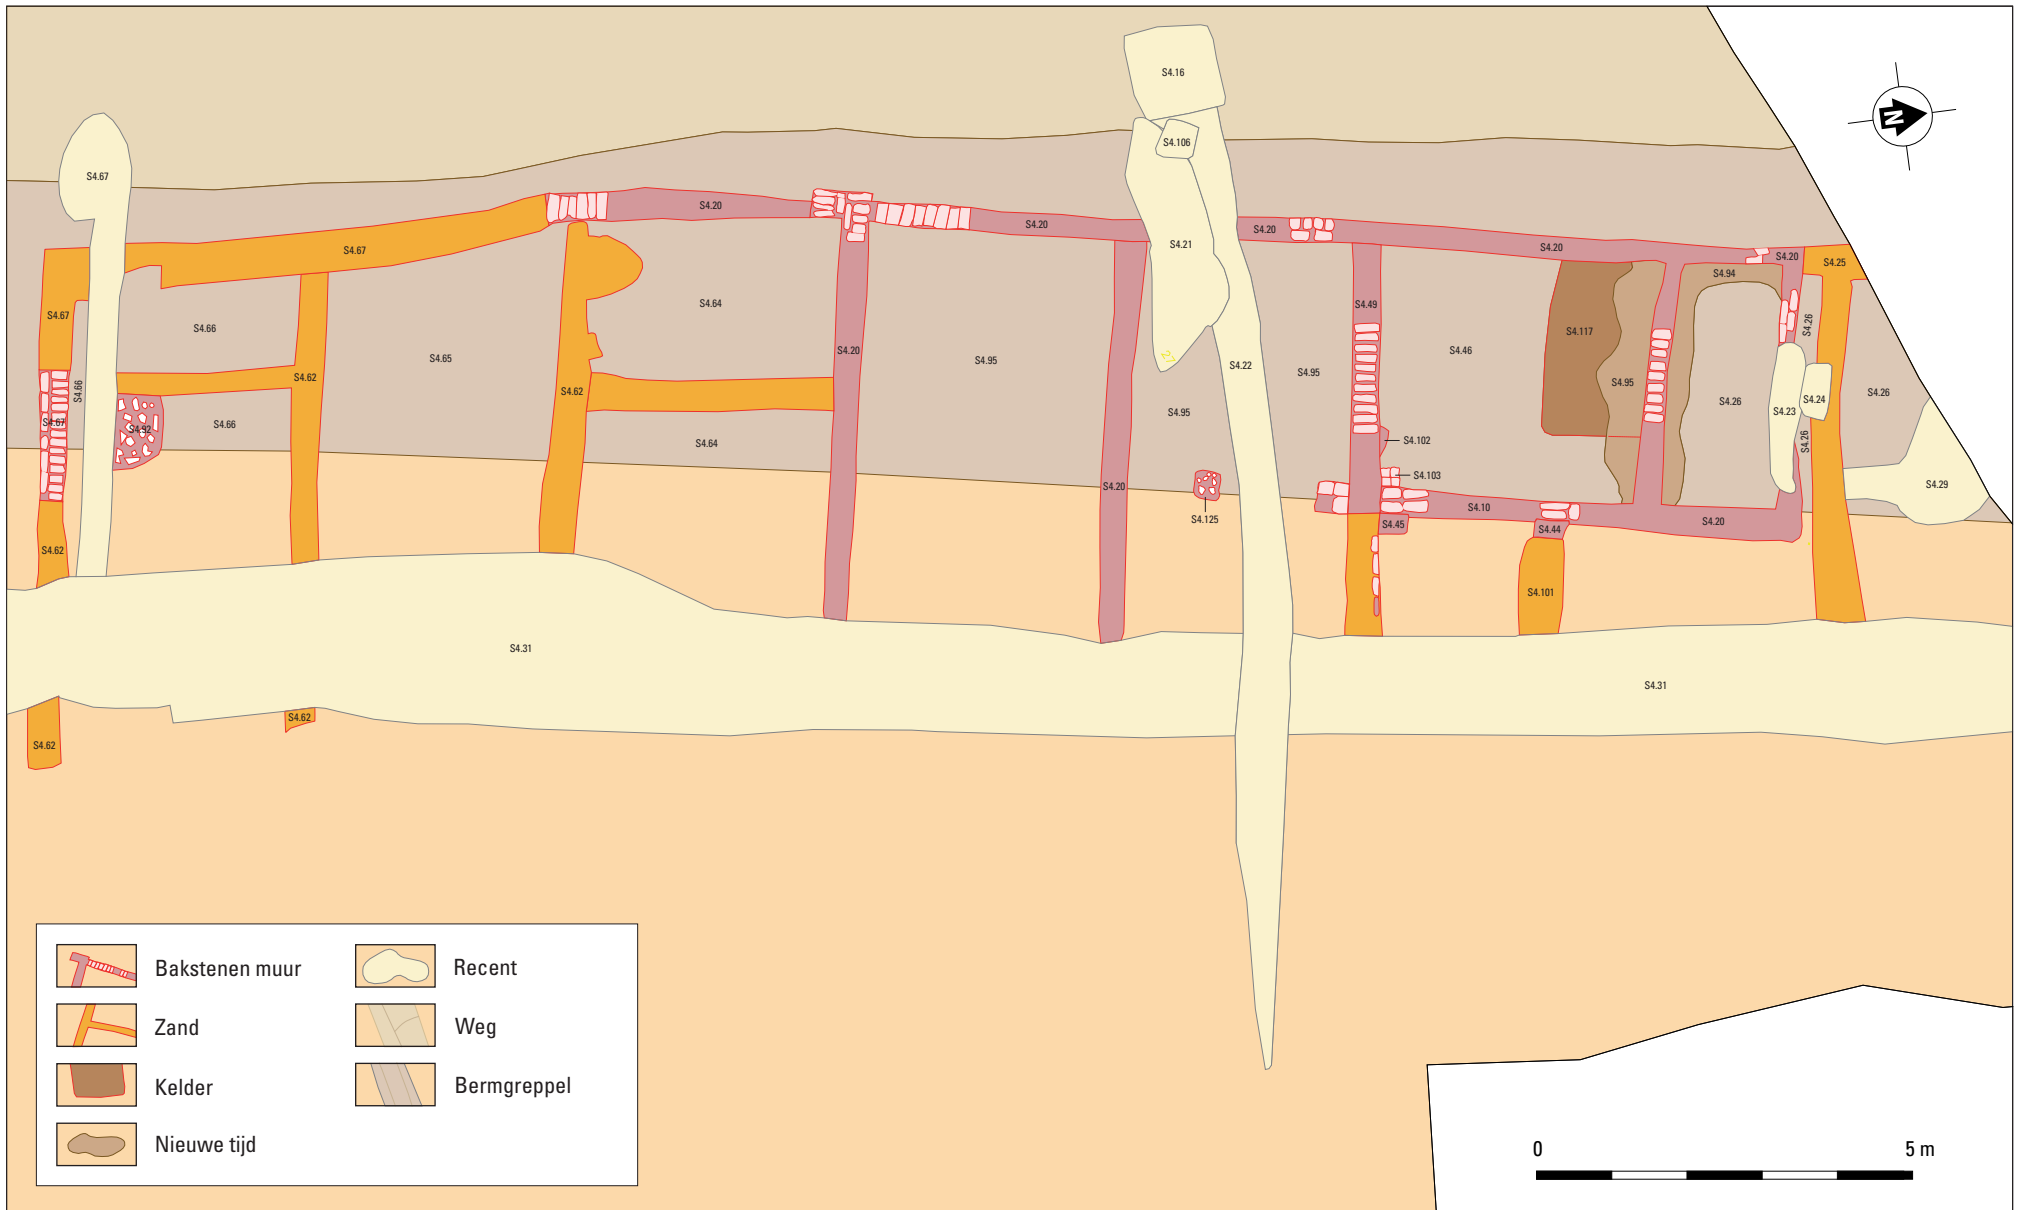 S4.16
N
S4.106
S4.67
S4.20
S4.20
S4.20
S4.21
S4.20
S4.20
S4.25
S4.67
S4.94
S4.67
S4.66
S4.65
S4.64
S4.20
S4.95
27
S4.22
S4.95
S4.49
S4.46
S4.117
S4.95
S4.26
S4.26
S4.66
S4.62
S4.62
S4.95
S4.23
S4.24
S4.26
S4.67
S4.92
S4.66
S4.64
S4.102
S4.26
S4.103
S4.20
S4.125
S4.10
S4.45
S4.44
S4.20
S4.29
S4.62
S4.101
S4.31
S4.31
S4.62
S4.62
Bakstenen muur
Recent
Zand
Weg
Kelder
Bermgreppel
Nieuwe tijd
0 5 m